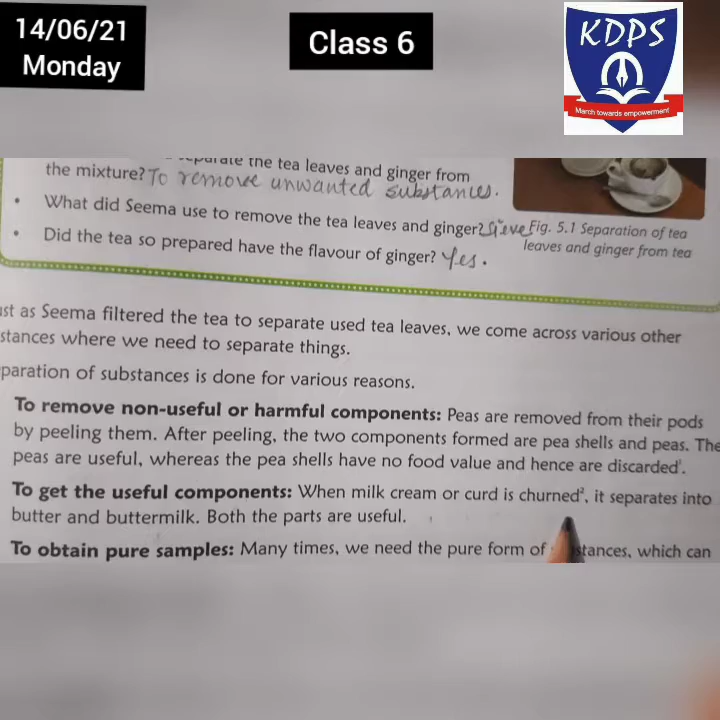 14/06/21
Monday
Class 6
KDPS
March towards empowerment
the tea leaves and ginger from
the mixture? To remove unwanted substances.
• What did Seema use to remove the tea leaves and ginger? Sieve
• Did the tea so prepared have the flavour of ginger? Yes.
Fig. 5.1 Separation of tea
leaves and ginger from tea
ust as Seema filtered the tea to separate used tea leaves, we come across various other
stances where we need to separate things.
paration of substances is done for various reasons.
To remove non-useful or harmful components: Peas are removed from their pods
by peeling them. After peeling, the two components formed are pea shells and peas. The
peas are useful, whereas the pea shells have no food value and hence are discarded¹.
To get the useful components: When milk cream or curd is churned², it separates into
butter and buttermilk. Both the parts are useful.
To obtain pure samples: Many times, we need the pure form of stances, which can